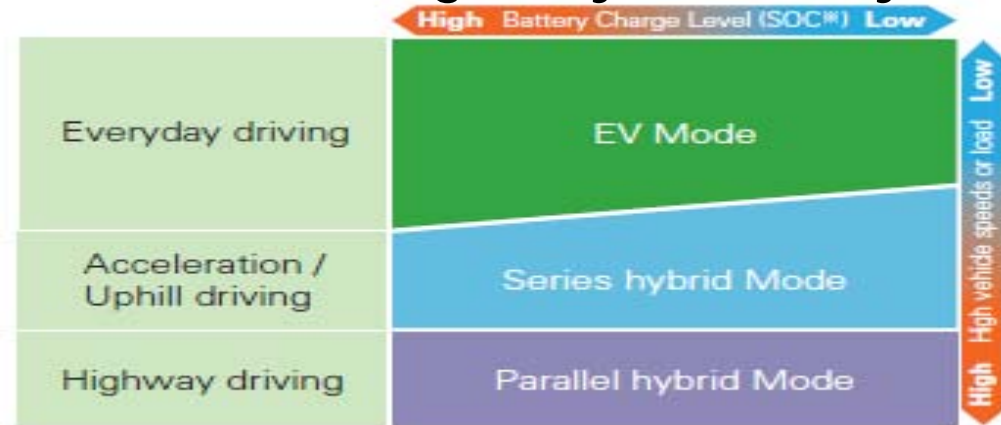 High Battery Charge Level (SOC※) Low
Everyday driving
EV Mode
Acceleration /
Uphill driving
Series hybrid Mode
Highway driving
Parallel hybrid Mode
High High vehicle speeds or load Low